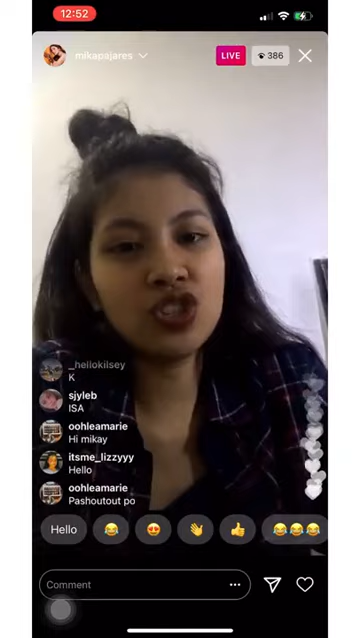 12:52
mikapajares
LIVE
386
_hellokilsey
K
sjyleb
ISA
oohleamarie
Hi mikay
itsme_lizzyyy
Hello
oohleamarie
Pashoutout po
Hello
Comment